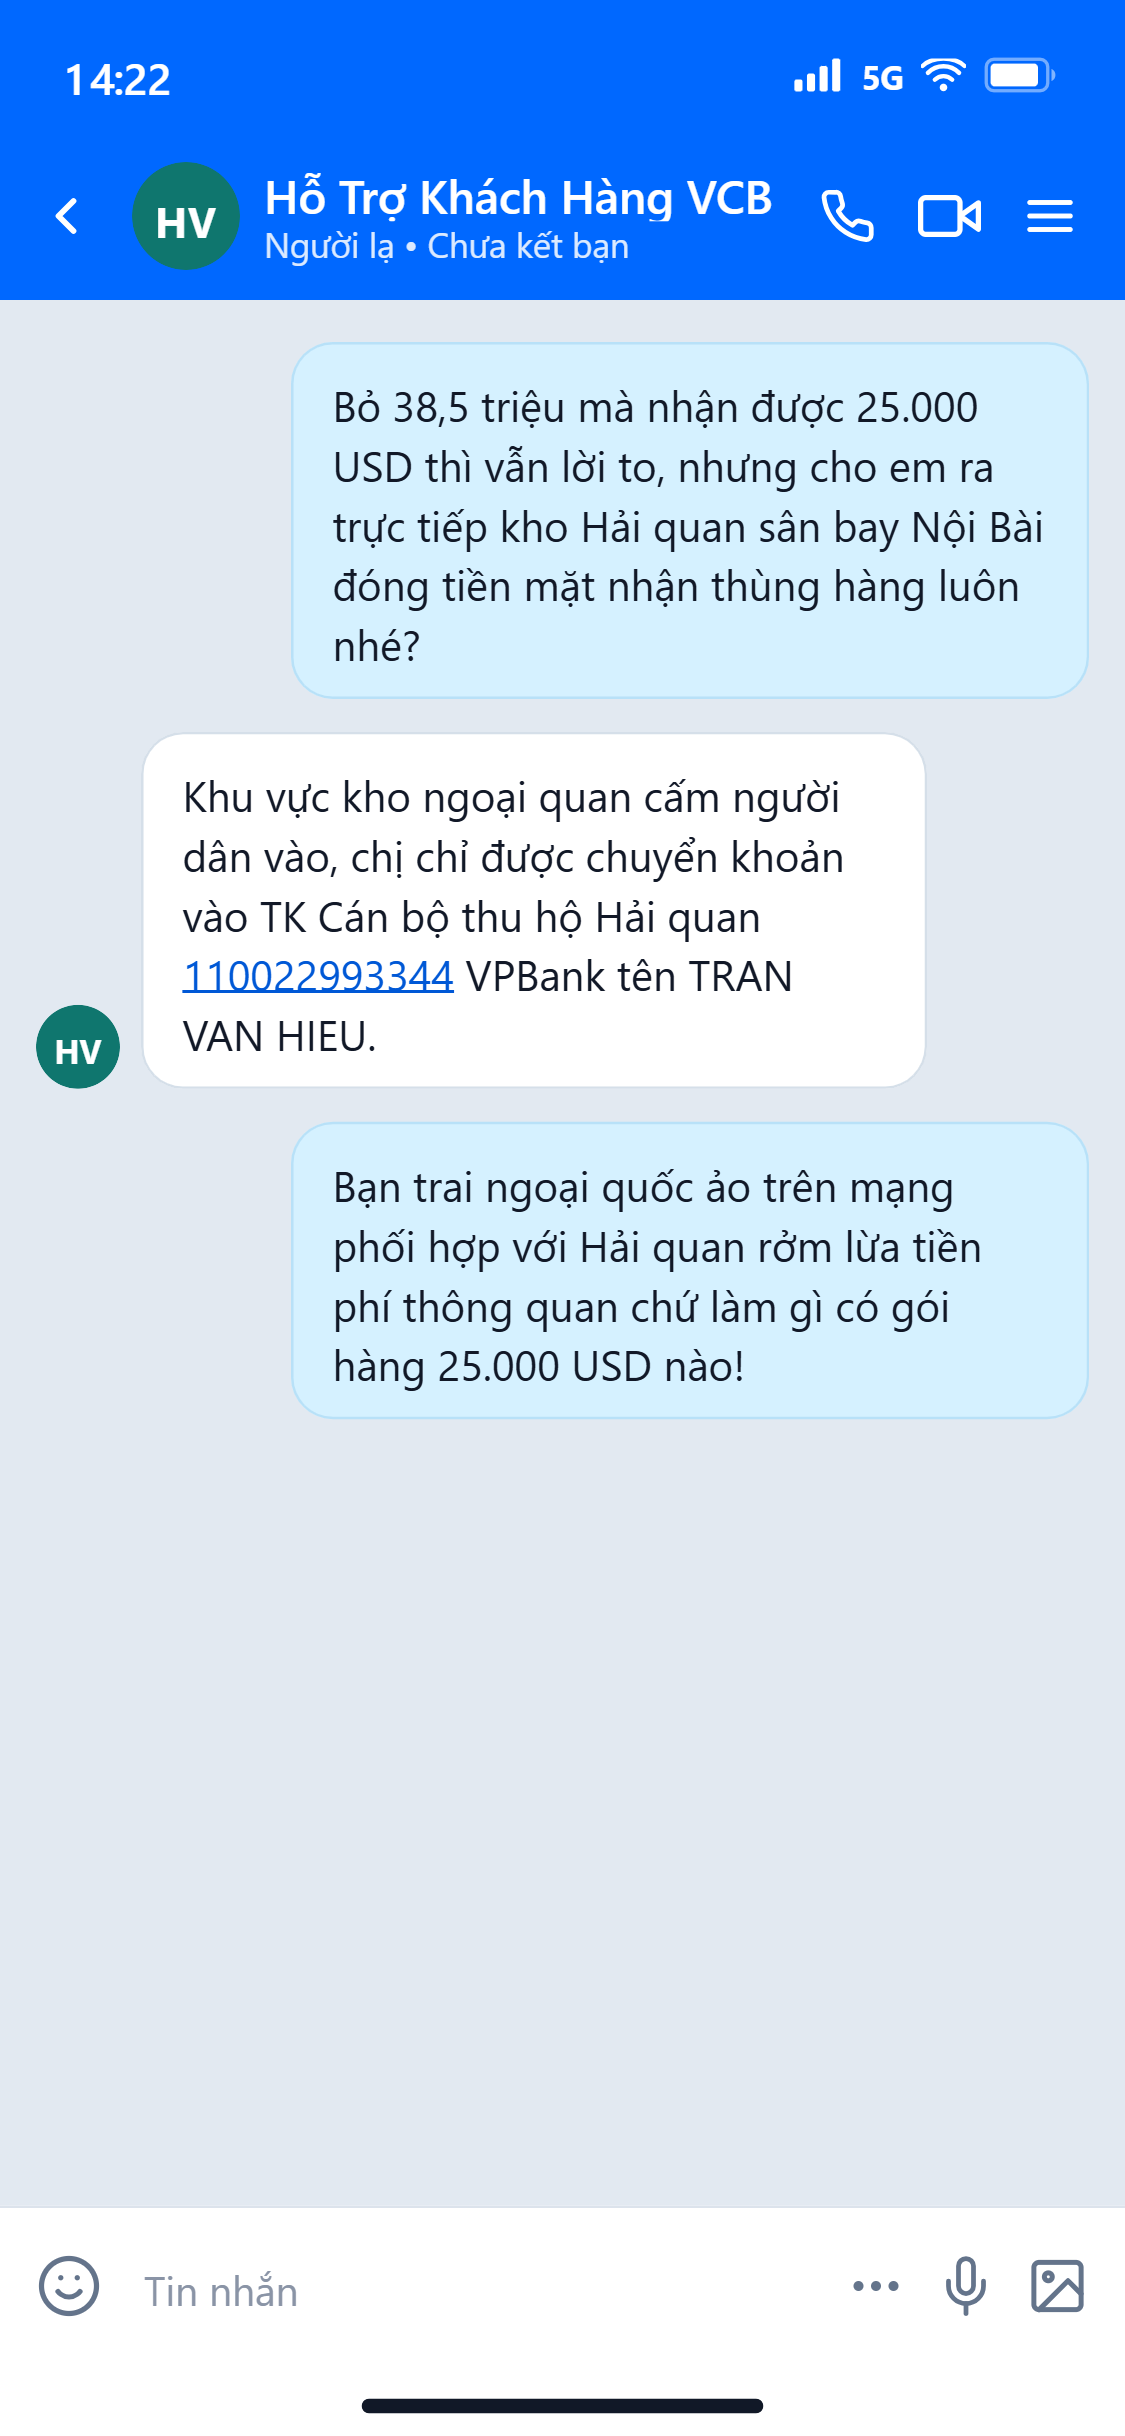 14:22
5G
HV
Hỗ Trợ Khách Hàng VCB
Người lạ • Chưa kết bạn
Bỏ 38,5 triệu mà nhận được 25.000
USD thì vẫn lời to, nhưng cho em ra
trực tiếp kho Hải quan sân bay Nội Bài
đóng tiền mặt nhận thùng hàng luôn
nhé?
Khu vực kho ngoại quan cấm người
dân vào, chị chỉ được chuyển khoản
vào TK Cán bộ thu hộ Hải quan
110022993344 VPBank tên TRAN
VAN HIEU.
HV
Bạn trai ngoại quốc ảo trên mạng
phối hợp với Hải quan rởm lừa tiền
phí thông quan chứ làm gì có gói
hàng 25.000 USD nào!
Tin nhắn